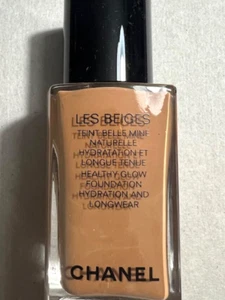 LES BEIGES
TEINT BELLE MINE
NATURELLE
HYDRATATION ET
LONGUE TENUE
HEALTHY GLOW
FOUNDATION
HYDRATION AND
LONGWEAR
CHANEL